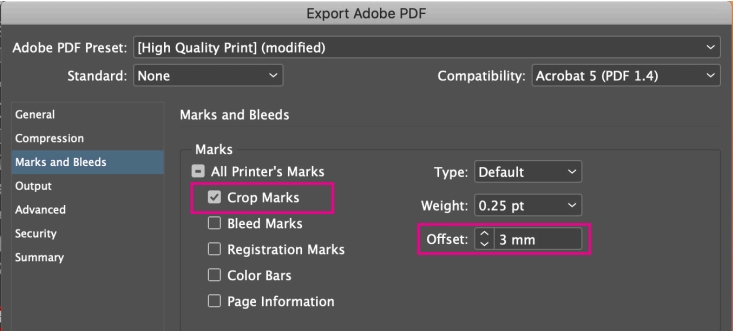 Export Adobe PDF
Adobe PDF Preset: [High Quality Print] (modified)
Standard: None Compatibility: Acrobat 5 (PDF 1.4)
General
Compression
Marks and Bleeds
Output
Advanced
Security
Summary
Marks and Bleeds
Marks
All Printer's Marks
Crop Marks
Bleed Marks
Registration Marks
Color Bars
Page Information
Type: Default
Weight: 0.25 pt
Offset: 3 mm